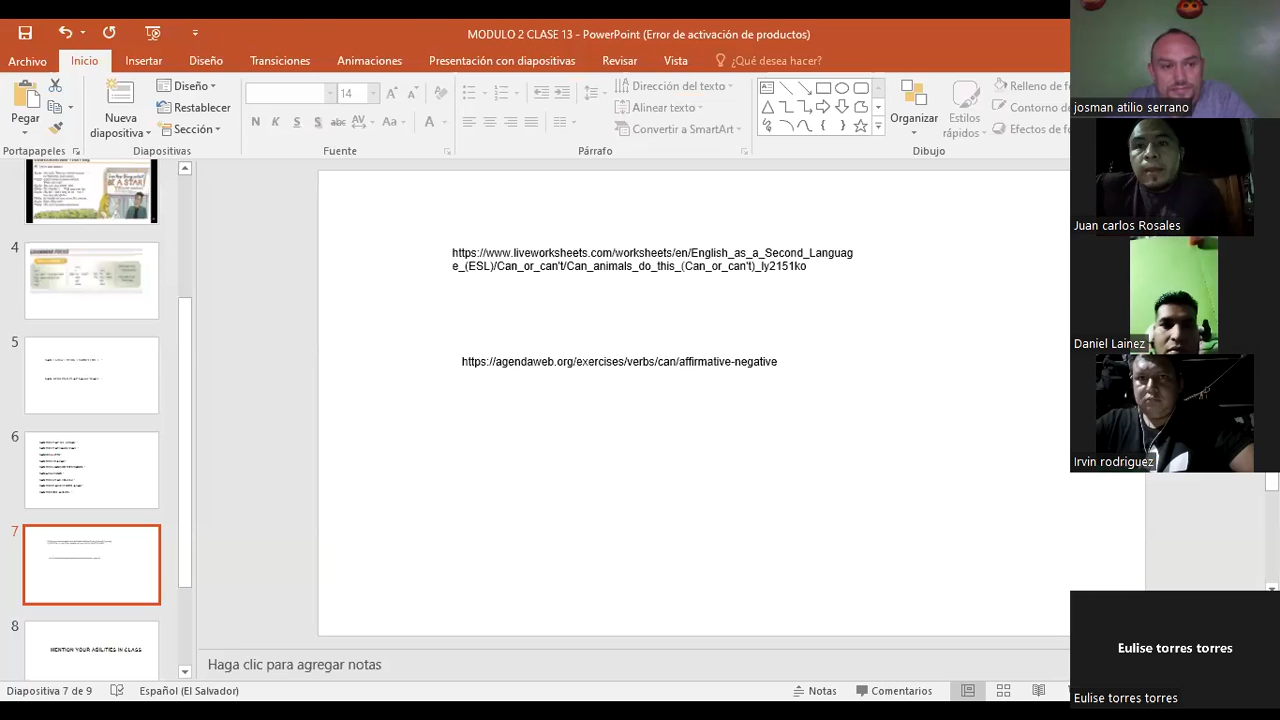 MODULO 2 CLASE 13 - PowerPoint (Error de activación de productos)
Archivo Inicio Insertar Diseño Transiciones Animaciones Presentación con diapositivas Revisar Vista ¿Qué desea hacer?
Pegar
Portapapeles
Nueva
diapositiva
Diseño
Restablecer
Sección
Diapositivas
14
N K S S abc AV Aa A
Fuente
Dirección del texto
Alinear texto
Convertir a SmartArt
Párrafo
Organizar
Estilos
rápidos
Relleno de
Contorno de
Efectos de fo
Dibujo
4
5
6
7
8
MENTION YOUR ABILITIES IN CLASS
https://www.liveworksheets.com/worksheets/en/English_as_a_Second_Languag
e_(ESL)/Can_or_can't/Can_animals_do_this_(Can_or_can't)_ly2151ko
https://agendaweb.org/exercises/verbs/can/affirmative-negative
Haga clic para agregar notas
Diapositiva 7 de 9 Español (El Salvador) Notas Comentarios
josman atilio serrano
Juan carlos Rosales
Daniel Lainez
Irvin rodriguez
Eulise torres torres
Eulise torres torres